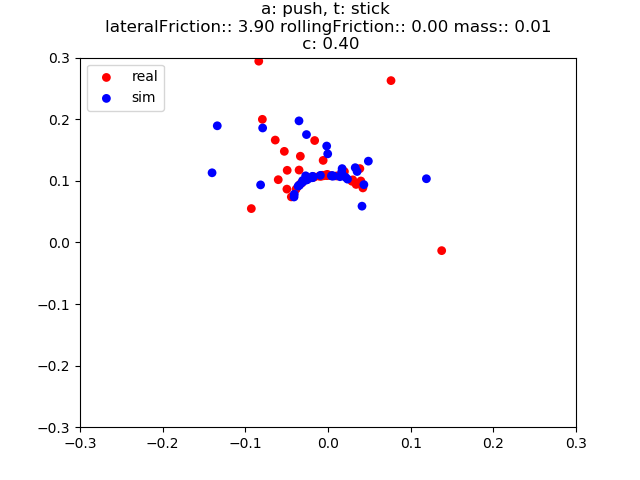 a: push, t: stick
lateralFriction:: 3.90 rollingFriction:: 0.00 mass:: 0.01
c: 0.40
real
sim
0.3
0.2
0.1
0.0
−0.1
−0.2
−0.3
−0.3 −0.2 −0.1 0.0 0.1 0.2 0.3